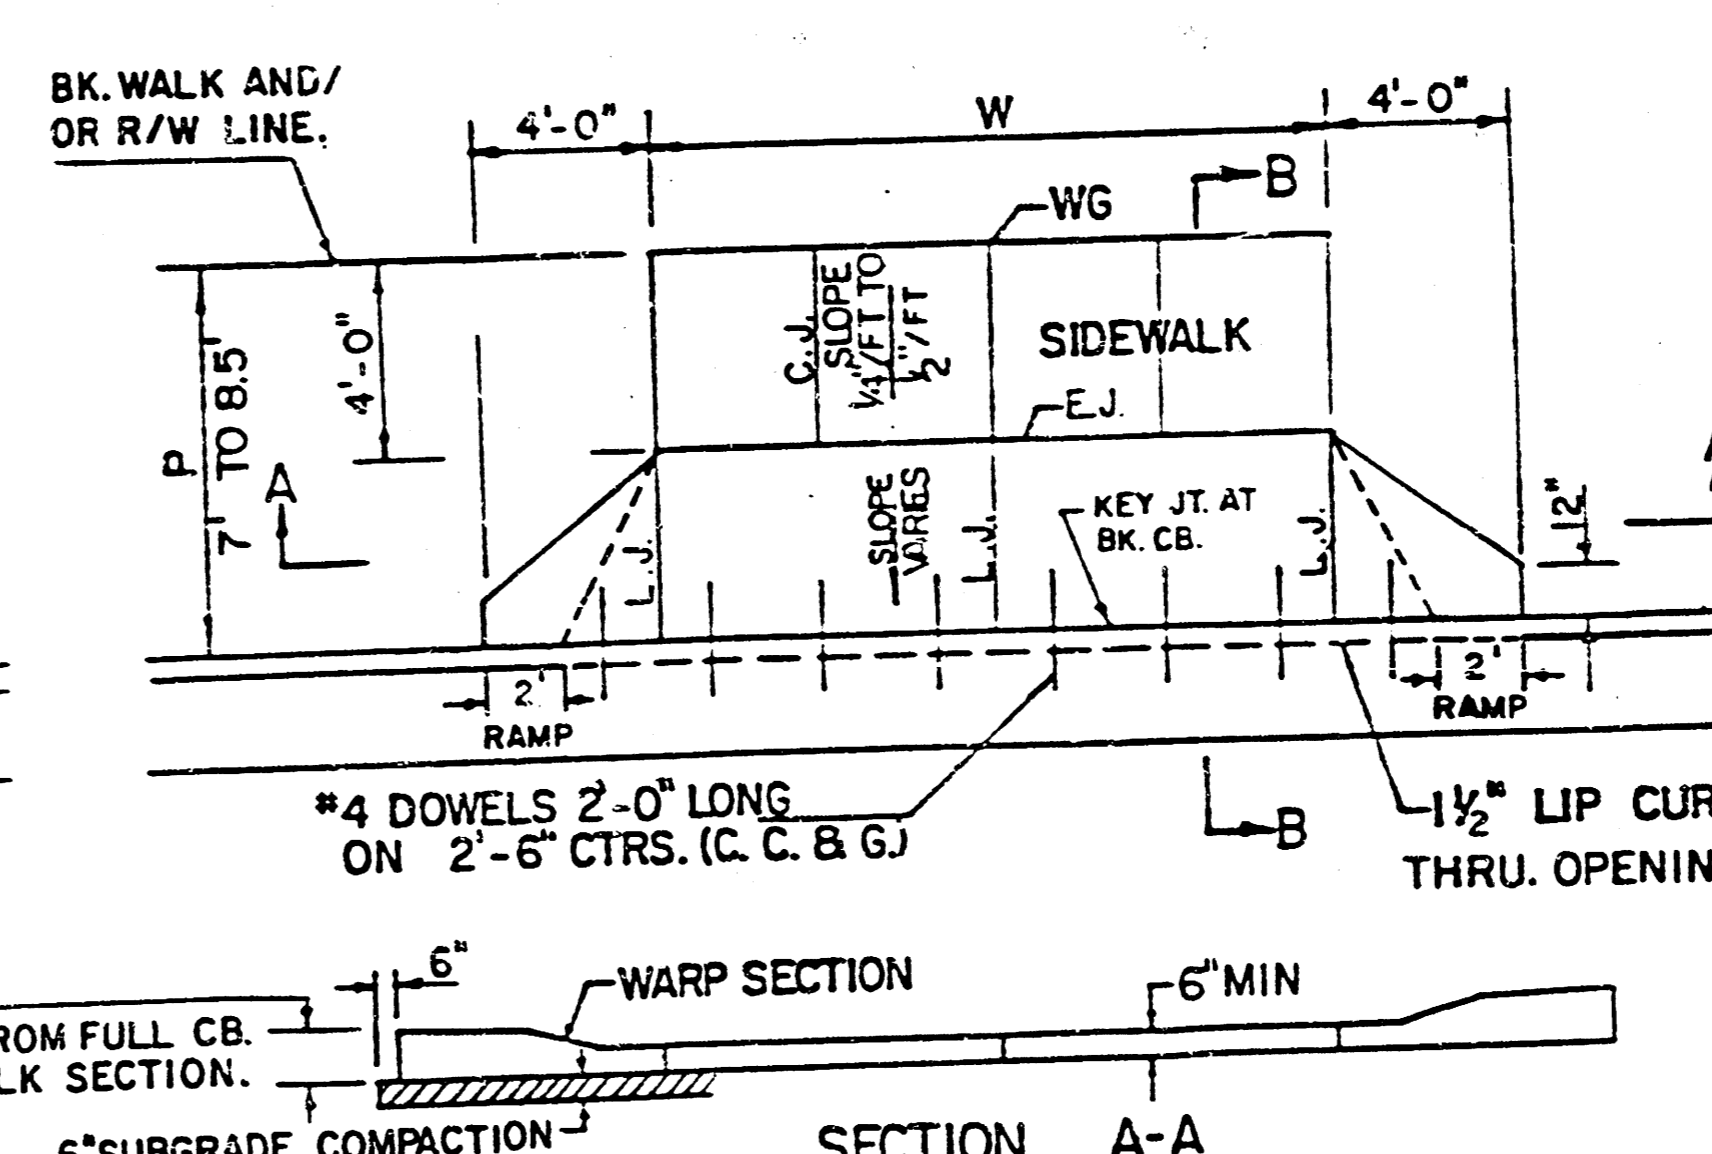 BK. WALK AND/
OR R/W LINE.
4'-0"
W
4'-0"
B
WG
P
7' TO 8.5'
4'-0"
C.J.
SLOPE
1/4"/FT TO
1/2"/FT
SIDEWALK
E.J.
A
12"
SLOPE
VARIES
L.J.
L.J.
L.J.
KEY JT. AT
BK. CB.
2'
RAMP
2'
RAMP
#4 DOWELS 2'-0" LONG
ON 2'-6" CTRS. (C. C. & G.)
B
1 1/2" LIP CUR
THRU. OPENIN
6"
WARP SECTION
6" MIN
ROM FULL CB.
LK SECTION.
6" SUBGRADE COMPACTION
SECTION A-A